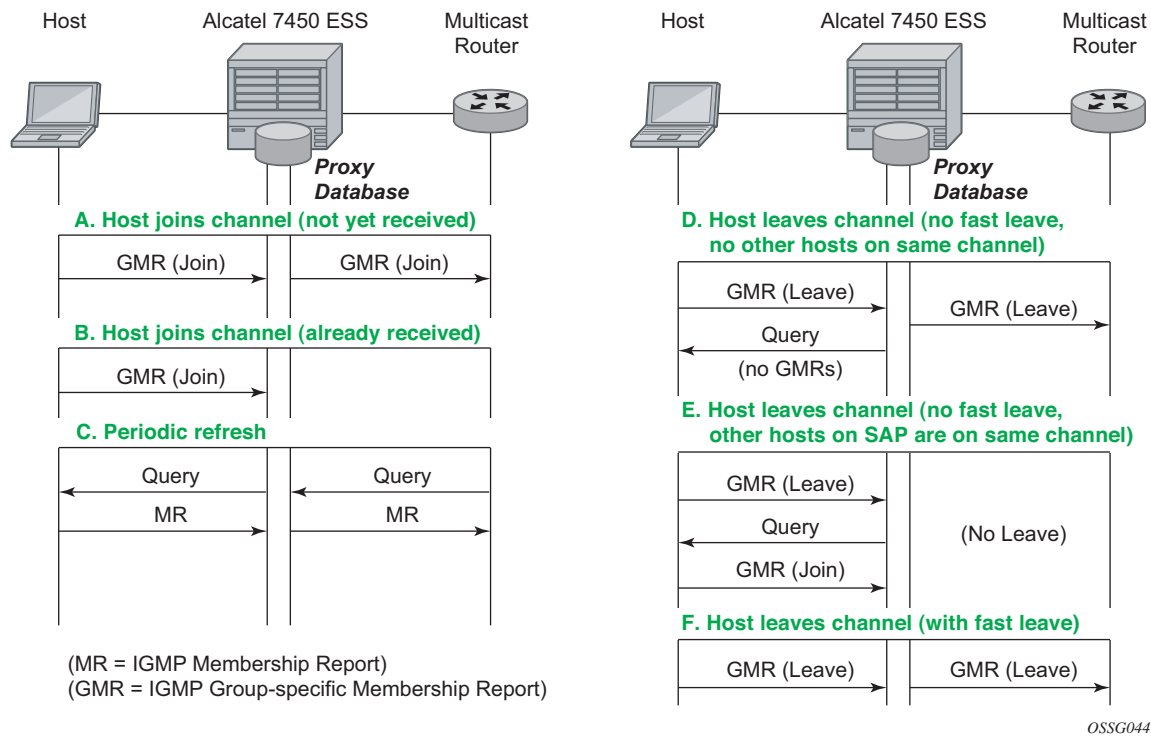 Host
Alcatel 7450 ESS
Multicast
Router
Proxy
Database
A. Host joins channel (not yet received)
GMR (Join)
GMR (Join)
B. Host joins channel (already received)
GMR (Join)
C. Periodic refresh
Query
Query
MR
MR
(MR = IGMP Membership Report)
(GMR = IGMP Group-specific Membership Report)
Host
Alcatel 7450 ESS
Multicast
Router
Proxy
Database
D. Host leaves channel (no fast leave,
no other hosts on same channel)
GMR (Leave)
GMR (Leave)
Query
(no GMRs)
E. Host leaves channel (no fast leave,
other hosts on SAP are on same channel)
GMR (Leave)
Query
(No Leave)
GMR (Join)
F. Host leaves channel (with fast leave)
GMR (Leave)
GMR (Leave)
OSSG044